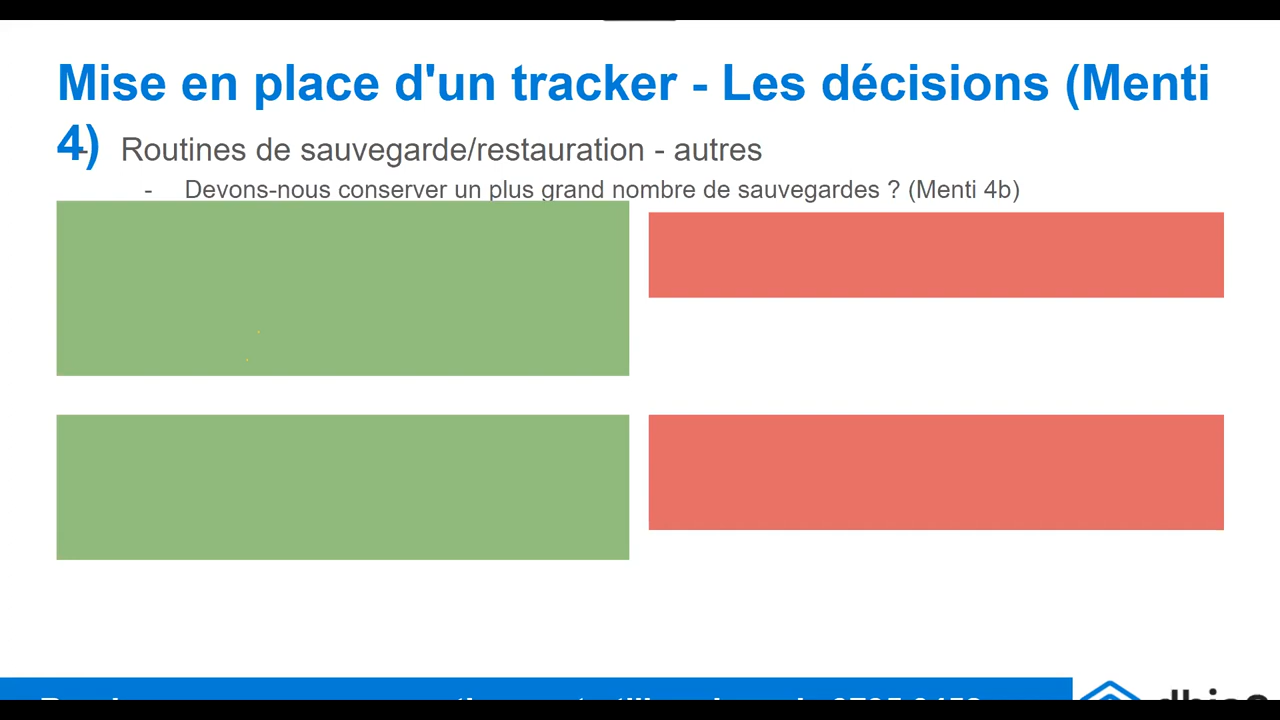 Mise en place d'un tracker - Les décisions (Menti
4)
Routines de sauvegarde/restauration - autres
- Devons-nous conserver un plus grand nombre de sauvegardes ? (Menti 4b)